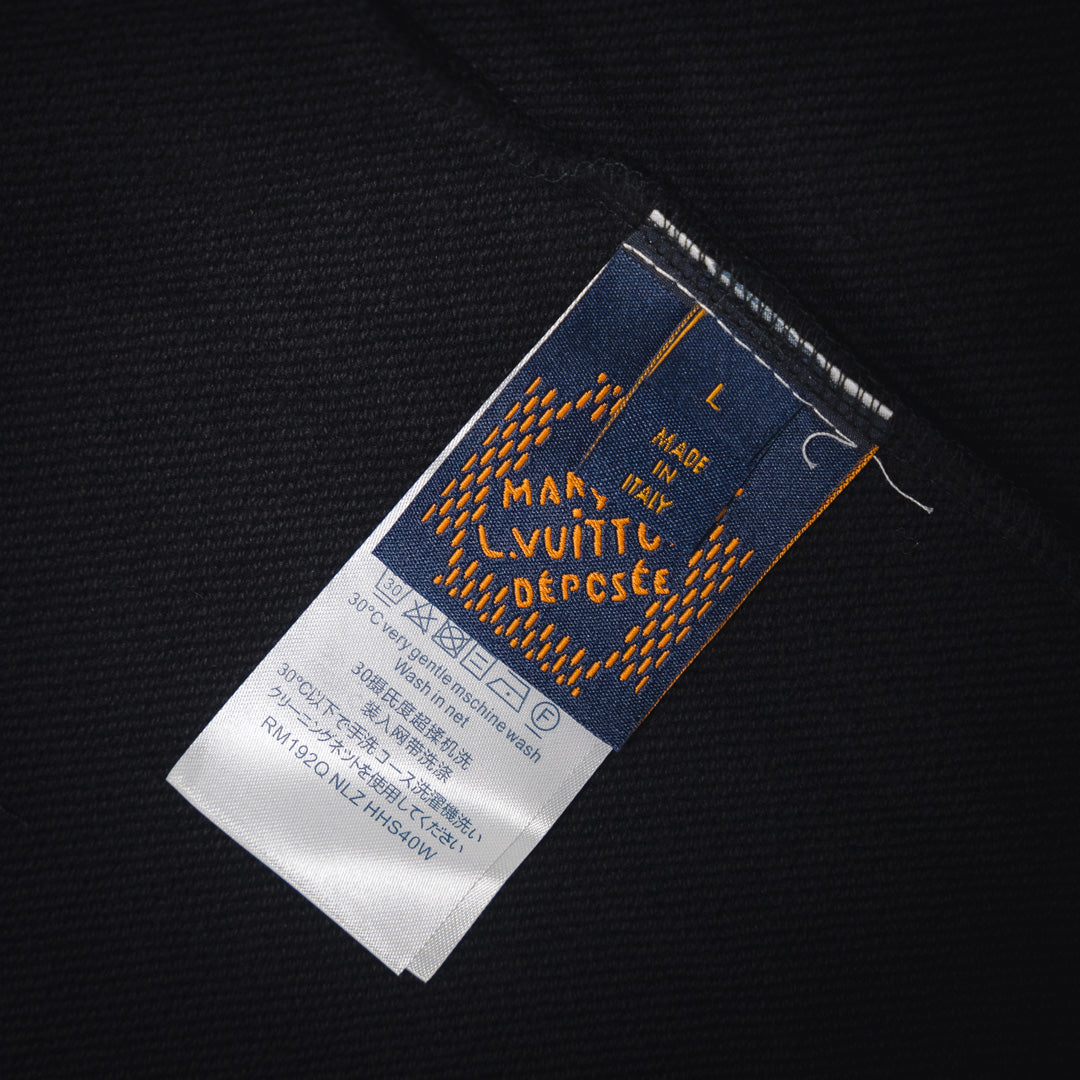 L
MADE
IN
ITALY
L.VUITTO
DÉPOSÉE
30
F
30°C very gentle mschine wash
Wash in net
30摄氏度超揉机洗
装入网带洗涤
30°C以下で手洗コース洗濯機洗い
クリーニングネットを使用してください
RM192Q NLZ HHS40W